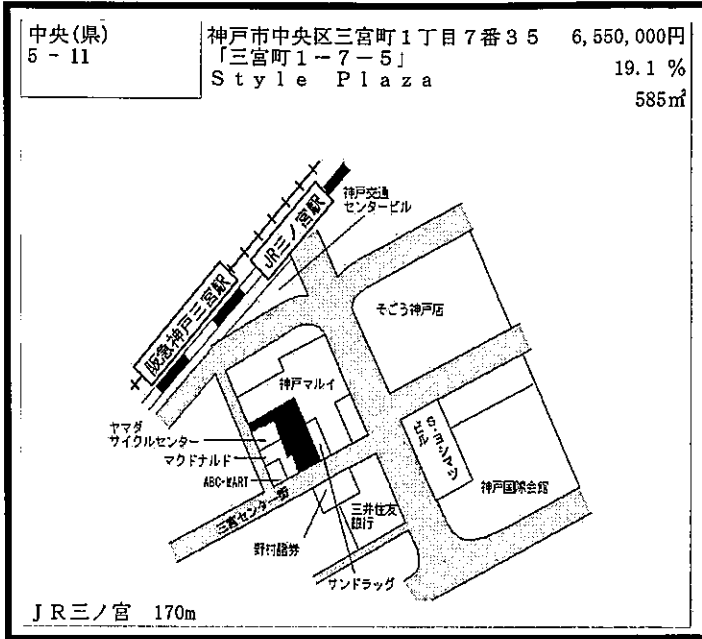 中央(県)
5 - 11
神戸市中央区三宮町1丁目7番35
「三宮町1-7-5」
Style Plaza
6,550,000円
19.1 %
585㎡
神戸交通
センタービル
JR三ノ宮駅
阪急神戸三宮駅
そごう神戸店
神戸マルイ
ヤマダ
サイクルセンター
マクドナルド
ABC-MART
三宮センター街
S・ヨシマツ
ビル
神戸国際会館
三井住友
銀行
野村證券
サンドラッグ
JR三ノ宮 170m